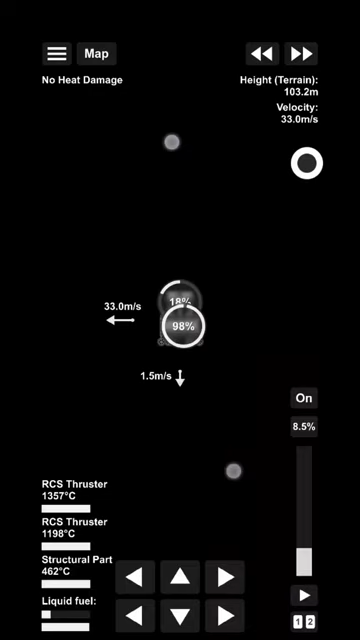 Map
No Heat Damage
Height (Terrain):
103.2m
Velocity:
33.0m/s
18%
33.0m/s
98%
1.5m/s
On
8.5%
RCS Thruster
1357°C
RCS Thruster
1198°C
Structural Part
462°C
Liquid fuel:
1 2